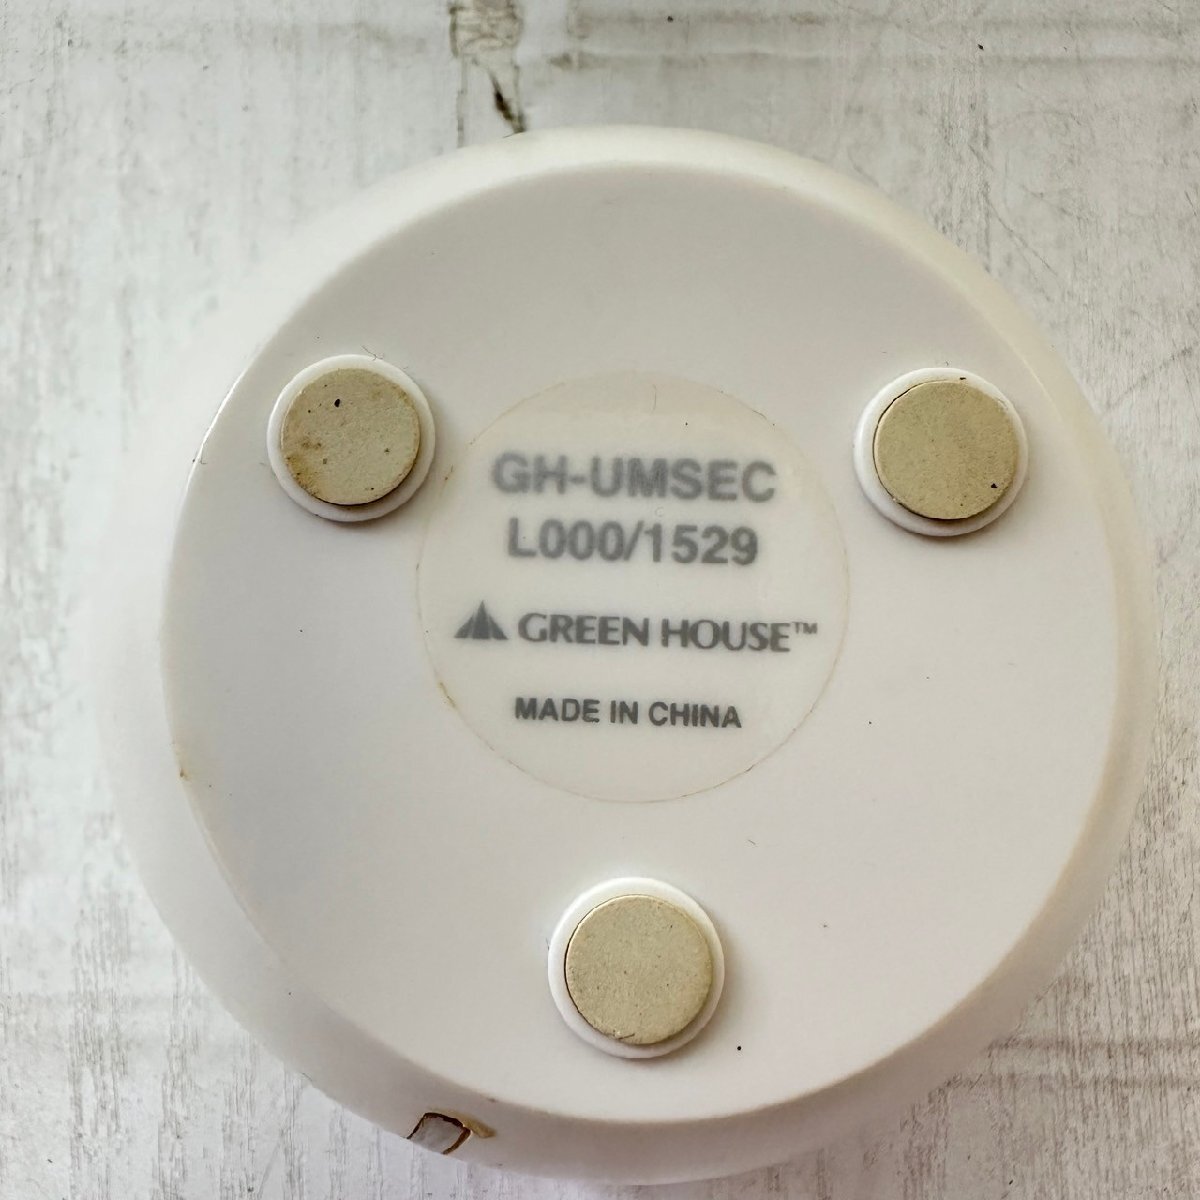 GH-UMSEC
L000/1529
GREEN HOUSE™
MADE IN CHINA